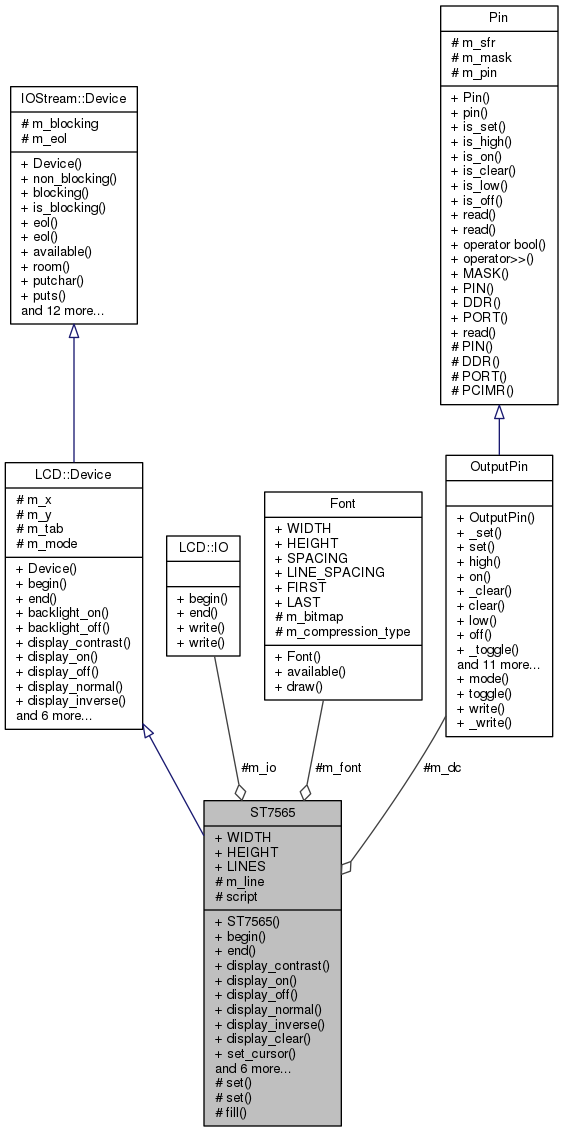 Pin
# m_sfr
# m_mask
# m_pin
+ Pin()
+ pin()
+ is_set()
+ is_high()
+ is_on()
+ is_clear()
+ is_low()
+ is_off()
+ read()
+ read()
+ operator bool()
+ operator>>()
+ MASK()
+ PIN()
+ DDR()
+ PORT()
+ read()
# PIN()
# DDR()
# PORT()
# PCIMR()
IOStream::Device
# m_blocking
# m_eol
+ Device()
+ non_blocking()
+ blocking()
+ is_blocking()
+ eol()
+ eol()
+ available()
+ room()
+ putchar()
+ puts()
and 12 more...
LCD::Device
# m_x
# m_y
# m_tab
# m_mode
+ Device()
+ begin()
+ end()
+ backlight_on()
+ backlight_off()
+ display_contrast()
+ display_on()
+ display_off()
+ display_normal()
+ display_inverse()
and 6 more...
LCD::IO
+ begin()
+ end()
+ write()
+ write()
Font
+ WIDTH
+ HEIGHT
+ SPACING
+ LINE_SPACING
+ FIRST
+ LAST
# m_bitmap
# m_compression_type
+ Font()
+ available()
+ draw()
OutputPin
+ OutputPin()
+ _set()
+ set()
+ high()
+ on()
+ _clear()
+ clear()
+ low()
+ off()
+ _toggle()
and 11 more...
+ mode()
+ toggle()
+ write()
+ _write()
#m_io
#m_font
#m_dc
ST7565
+ WIDTH
+ HEIGHT
+ LINES
# m_line
# script
+ ST7565()
+ begin()
+ end()
+ display_contrast()
+ display_on()
+ display_off()
+ display_normal()
+ display_inverse()
+ display_clear()
+ set_cursor()
and 6 more...
# set()
# set()
# fill()